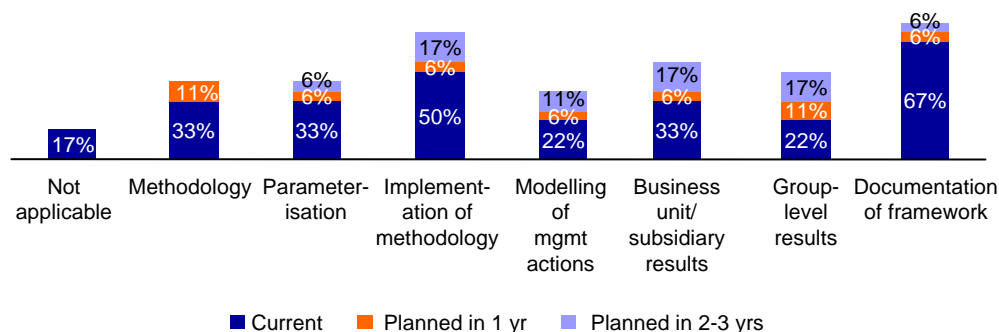 6%
6%
17%
6%
50%
6%
6%
33%
11%
33%
17%
11%
6%
22%
17%
6%
33%
17%
11%
22%
67%
17%
Not applicable
Methodology
Parameter-
isation
Implement-
ation of
methodology
Modelling
of
mgmt
actions
Business
unit/
subsidiary
results
Group-
level
results
Documentation
of framework
Current
Planned in 1 yr
Planned in 2-3 yrs